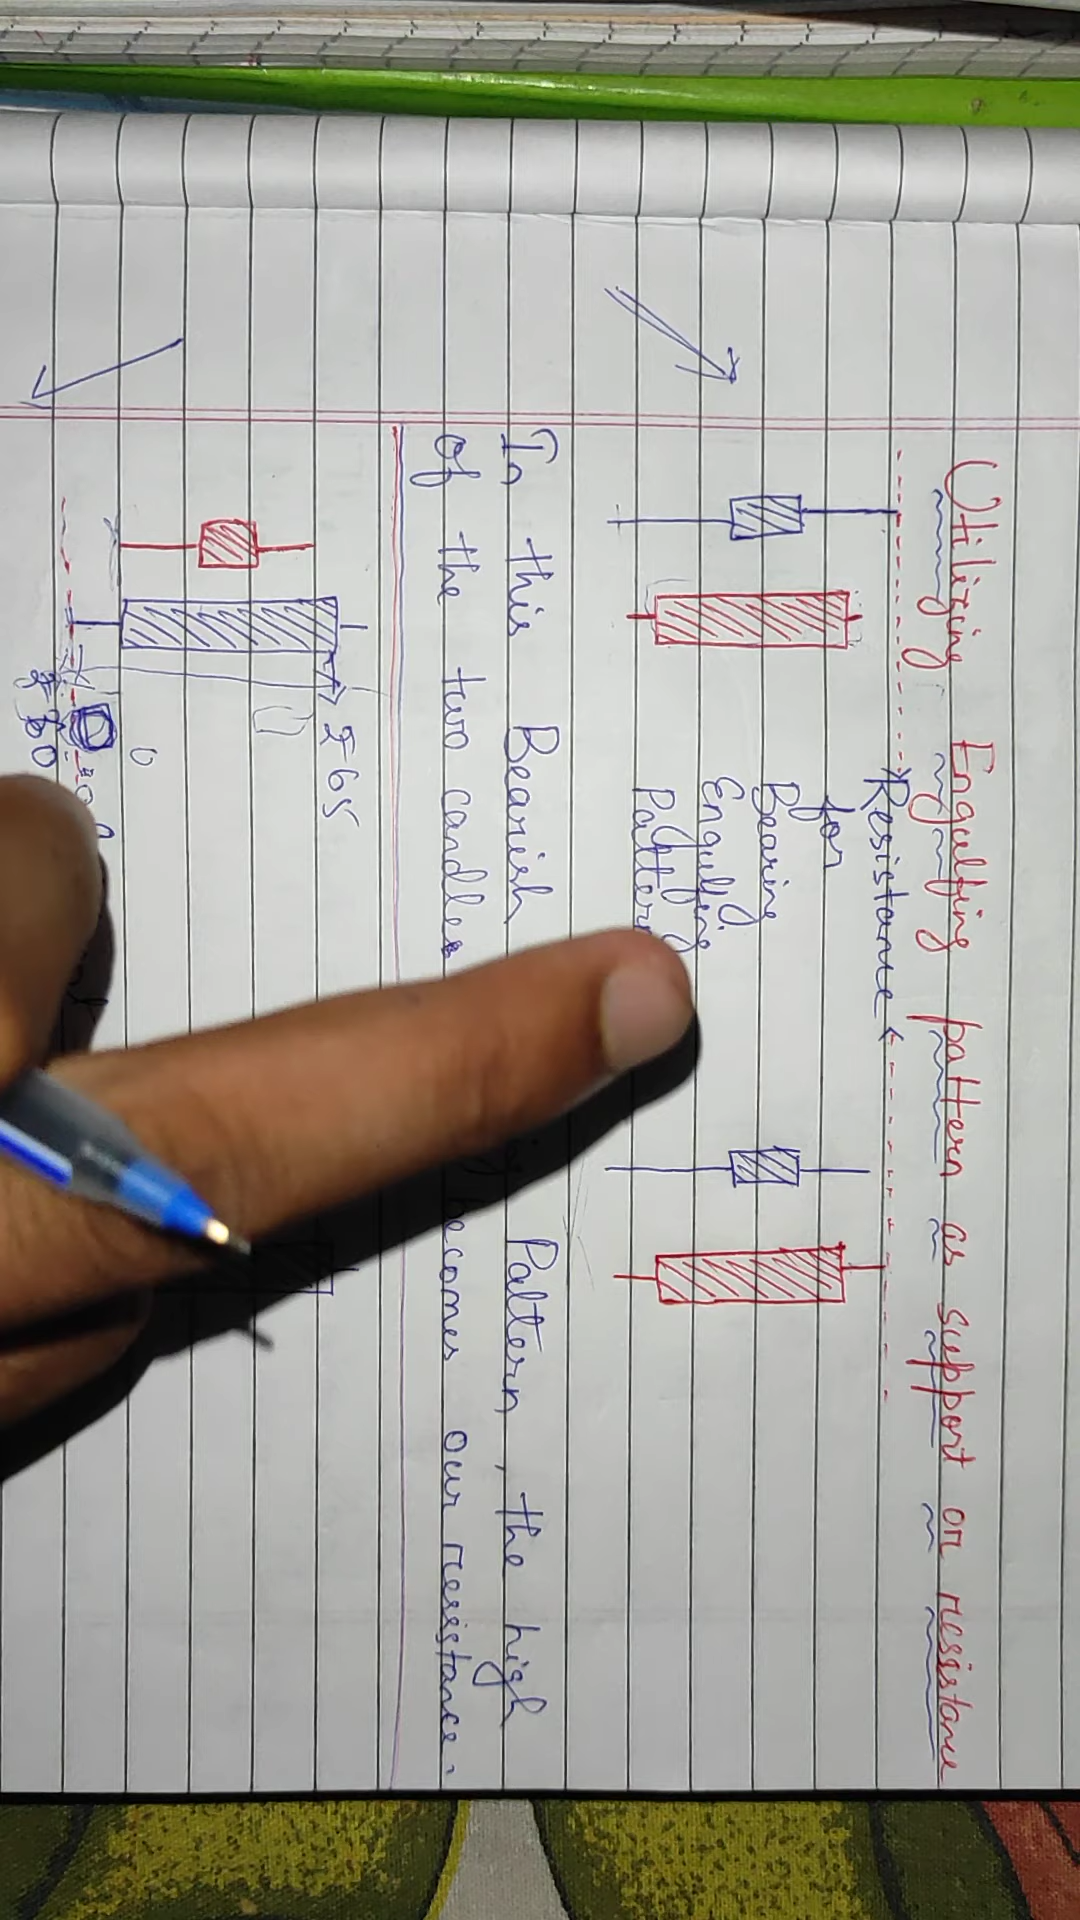 Utilizing Engulfing pattern as support or resistance
Resistance
for
Bearing
Engulfing
Pattern
In this Bearish Pattern, the high
of the two candles becomes our resistance.
₹65